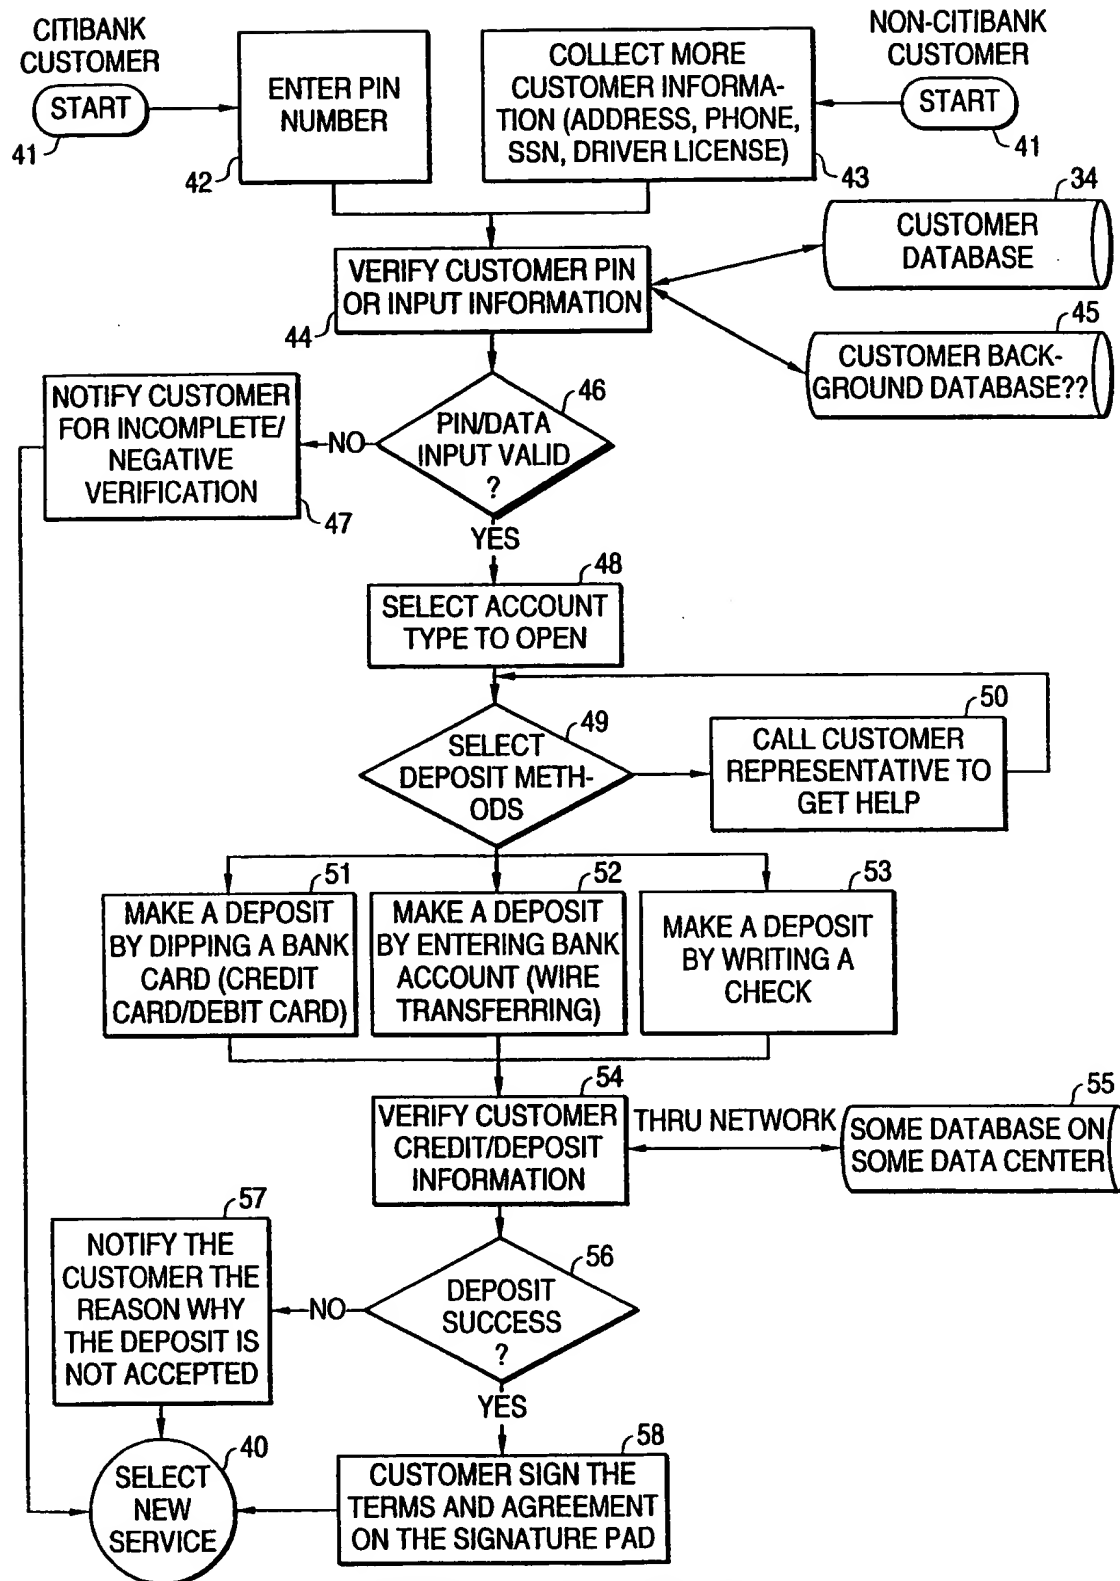 CITIBANK
CUSTOMER
START
41
ENTER PIN
NUMBER
42
COLLECT MORE
CUSTOMER INFORMA-
TION (ADDRESS, PHONE,
SSN, DRIVER LICENSE)
43
NON-CITIBANK
CUSTOMER
START
41
34
CUSTOMER
DATABASE
VERIFY CUSTOMER PIN
OR INPUT INFORMATION
44
45
CUSTOMER BACK-
GROUND DATABASE??
46
PIN/DATA
INPUT VALID
?
NO
NOTIFY CUSTOMER
FOR INCOMPLETE/
NEGATIVE
VERIFICATION
47
YES
48
SELECT ACCOUNT
TYPE TO OPEN
49
SELECT
DEPOSIT METH-
ODS
50
CALL CUSTOMER
REPRESENTATIVE TO
GET HELP
51
MAKE A DEPOSIT
BY DIPPING A BANK
CARD (CREDIT
CARD/DEBIT CARD)
52
MAKE A DEPOSIT
BY ENTERING BANK
ACCOUNT (WIRE
TRANSFERRING)
53
MAKE A DEPOSIT
BY WRITING A
CHECK
54
VERIFY CUSTOMER
CREDIT/DEPOSIT
INFORMATION
THRU NETWORK
55
SOME DATABASE ON
SOME DATA CENTER
56
DEPOSIT
SUCCESS
?
NO
57
NOTIFY THE
CUSTOMER THE
REASON WHY
THE DEPOSIT IS
NOT ACCEPTED
YES
58
CUSTOMER SIGN THE
TERMS AND AGREEMENT
ON THE SIGNATURE PAD
40
SELECT
NEW
SERVICE